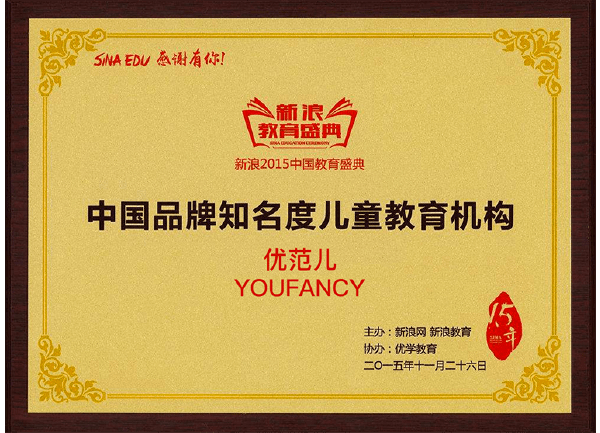 SINA EDU 感谢有你!
新浪
教育盛典
SINA EDUCATION CEREMONY
新浪2015中国教育盛典
中国品牌知名度儿童教育机构
优范儿
YOUFANCY
15年
SINA
主办：新浪网 新浪教育
协办：优学教育
二〇一五年十一月二十六日